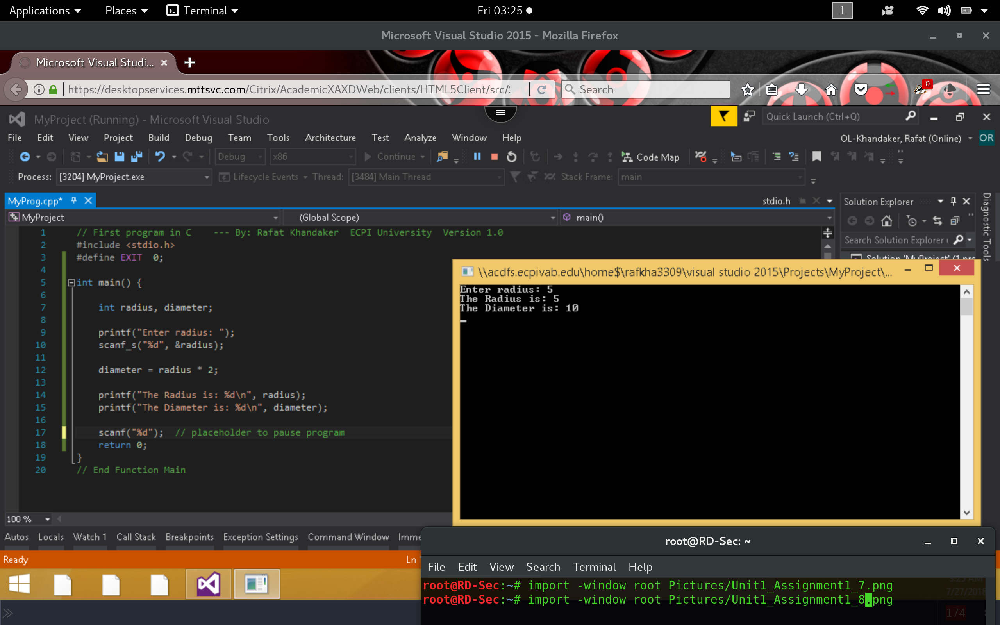 Applications Places Terminal Fri 03:25 1
Microsoft Visual Studio 2015 - Mozilla Firefox
Microsoft Visual Studi...
https://desktopservices.mttsvc.com/Citrix/AcademicXAXDWeb/clients/HTML5Client/src/ Search 0
MyProject (Running) - Microsoft Visual Studio Quick Launch (Ctrl+Q)
File Edit View Project Build Debug Team Tools Architecture Test Analyze Window Help OL-Khandaker, Rafat (Online) OR
Debug x86 Continue Code Map
Process: [3204] MyProject.exe Lifecycle Events Thread: [3484] Main Thread Stack Frame: main
MyProg.cpp* stdio.h Solution Explorer
Diagnostic Tools
MyProject (Global Scope) main()
Search Solution Explorer
Solution 'MyProject' (1
1 // First program in C --- By: Rafat Khandaker ECPI University Version 1.0
2 #include <stdio.h>
3 #define EXIT 0;
4
5 int main() {
6
7 int radius, diameter;
8
9 printf("Enter radius: ");
10 scanf_s("%d", &radius);
11
12 diameter = radius * 2;
13
14 printf("The Radius is: %d\n", radius);
15 printf("The Diameter is: %d\n", diameter);
16
17 scanf("%d"); // placeholder to pause program
18 return 0;
19 }
20 // End Function Main
\\acdfs.ecpivab.edu\home$\rafkha3309\visual studio 2015\Projects\MyProject\...
Enter radius: 5
The Radius is: 5
The Diameter is: 10
100 %
Autos Locals Watch 1 Call Stack Breakpoints Exception Settings Command Window Imme
Ready Ln
root@RD-Sec: ~
File Edit View Search Terminal Help
root@RD-Sec:~# import -window root Pictures/Unit1_Assignment1_7.png
root@RD-Sec:~# import -window root Pictures/Unit1_Assignment1_8.png
3:25 AM
7/27/2018
174